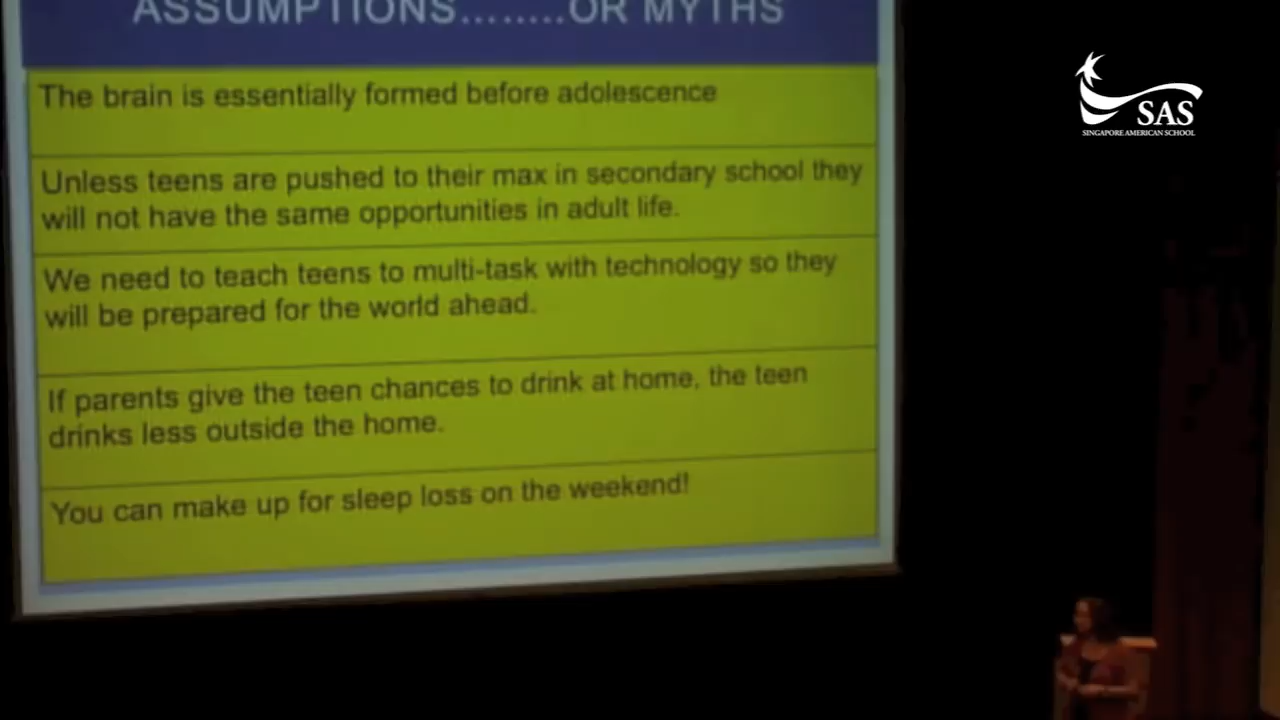 ASSUMPTIONS........OR MYTHS
The brain is essentially formed before adolescence
Unless teens are pushed to their max in secondary school they
will not have the same opportunities in adult life.
We need to teach teens to multi-task with technology so they
will be prepared for the world ahead.
If parents give the teen chances to drink at home, the teen
drinks less outside the home.
You can make up for sleep loss on the weekend!
SAS
SINGAPORE AMERICAN SCHOOL